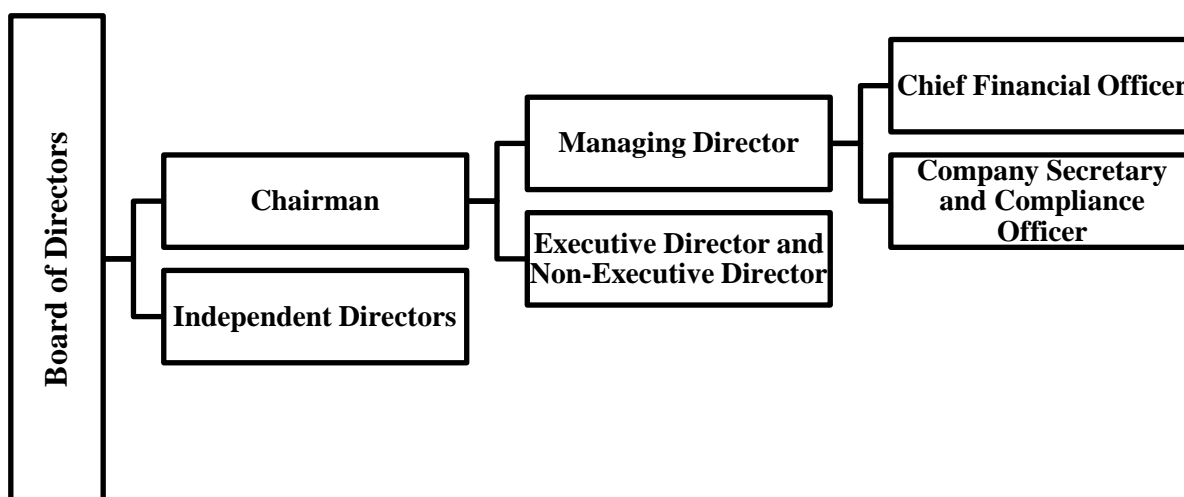 Board of Directors
Chairman
Independent Directors
Managing Director
Executive Director and
Non-Executive Director
Chief Financial Officer
Company Secretary
and Compliance
Officer